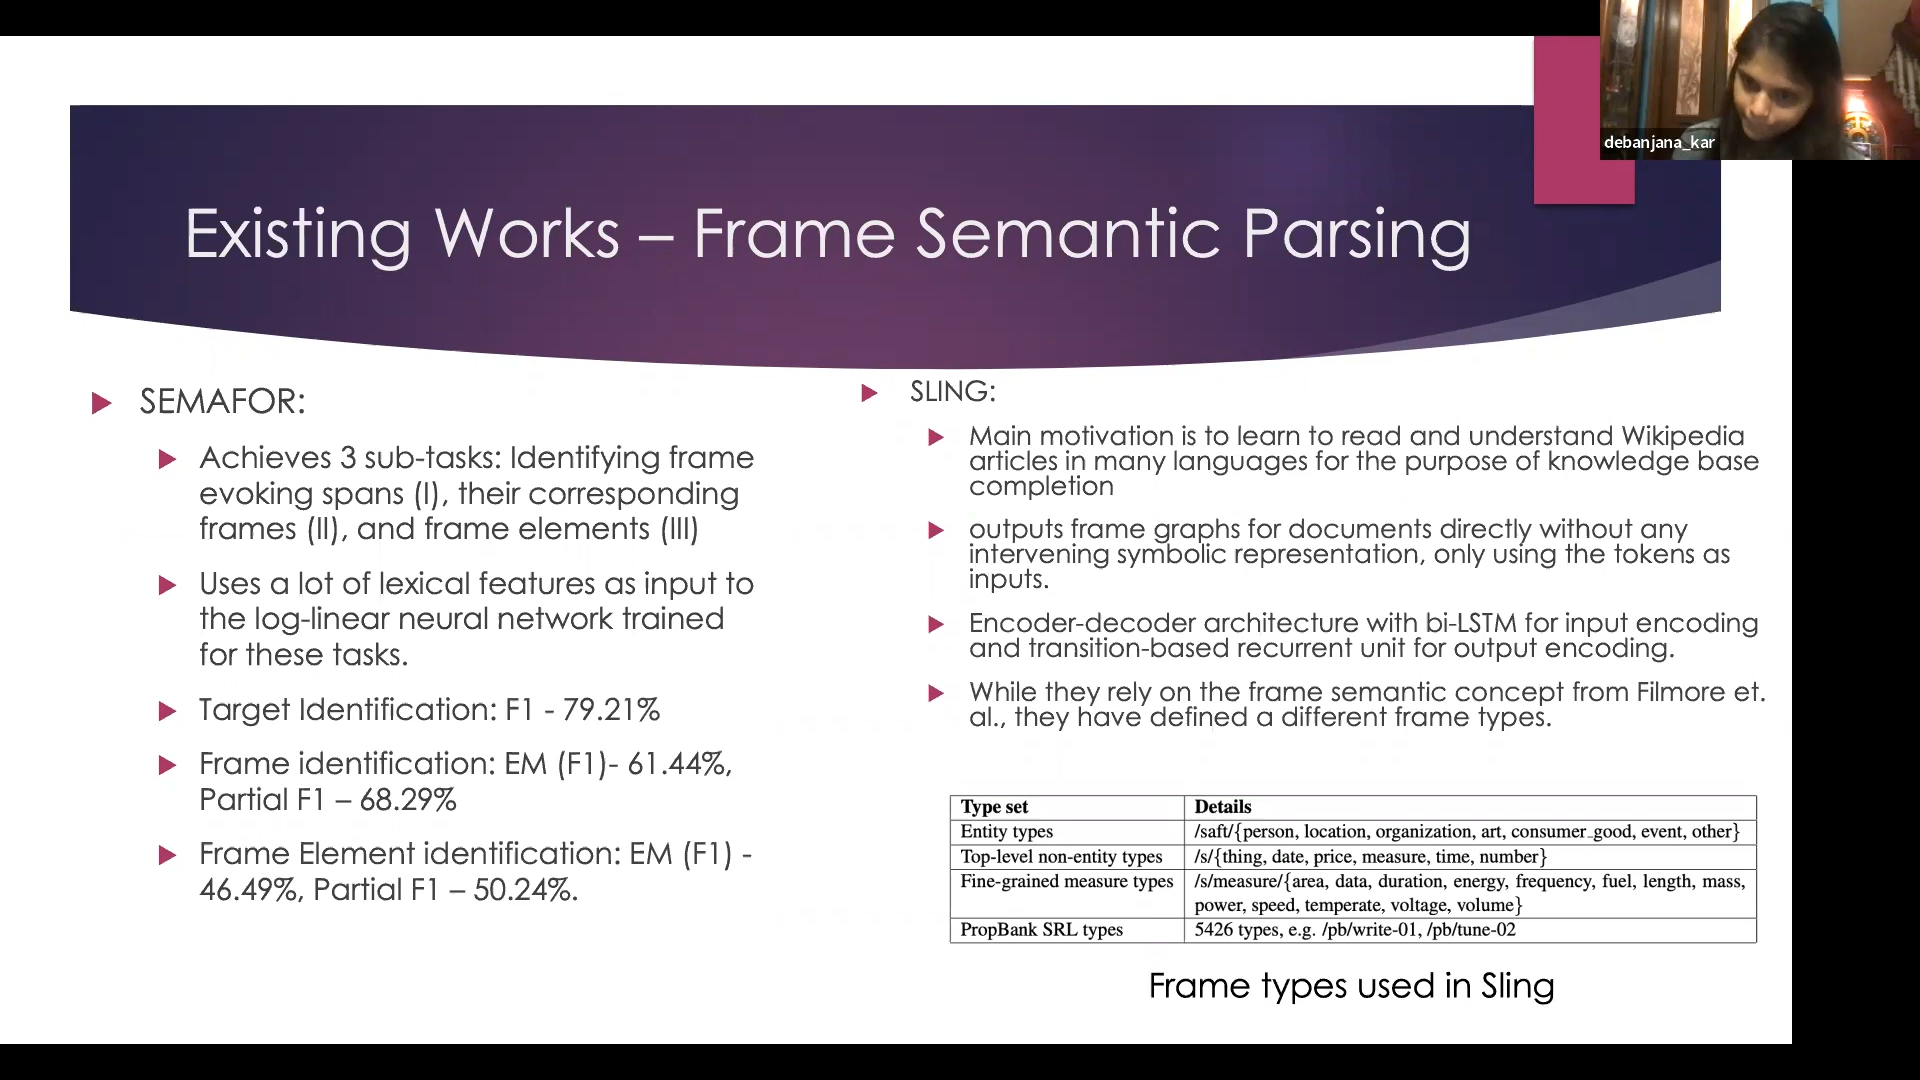 debanjana_kar
Existing Works – Frame Semantic Parsing
SEMAFOR:
Achieves 3 sub-tasks: Identifying frame
evoking spans (I), their corresponding
frames (II), and frame elements (III)
Uses a lot of lexical features as input to
the log-linear neural network trained
for these tasks.
Target Identification: F1 - 79.21%
Frame identification: EM (F1)- 61.44%,
Partial F1 – 68.29%
Frame Element identification: EM (F1) -
46.49%, Partial F1 – 50.24%.
SLING:
Main motivation is to learn to read and understand Wikipedia
articles in many languages for the purpose of knowledge base
completion
outputs frame graphs for documents directly without any
intervening symbolic representation, only using the tokens as
inputs.
Encoder-decoder architecture with bi-LSTM for input encoding
and transition-based recurrent unit for output encoding.
While they rely on the frame semantic concept from Filmore et.
al., they have defined a different frame types.
Type set Details
Entity types /saft/{person, location, organization, art, consumer_good, event, other}
Top-level non-entity types /s/{thing, date, price, measure, time, number}
Fine-grained measure types /s/measure/{area, data, duration, energy, frequency, fuel, length, mass,
power, speed, temperate, voltage, volume}
PropBank SRL types 5426 types, e.g. /pb/write-01, /pb/tune-02
Frame types used in Sling